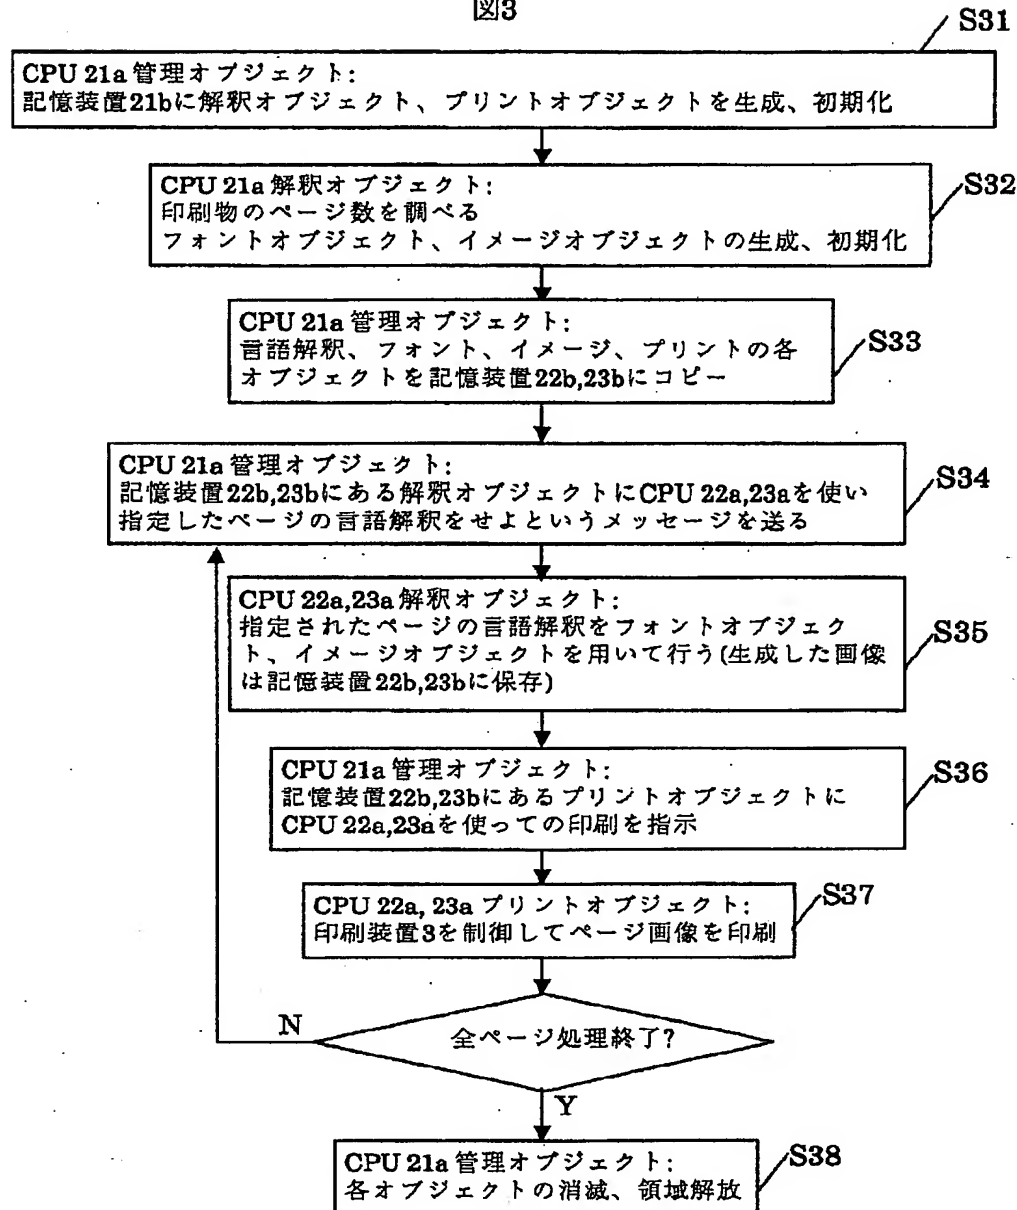 図3
S31
CPU 21a 管理オブジェクト:
記憶装置21bに解釈オブジェクト、プリントオブジェクトを生成、初期化
S32
CPU 21a 解釈オブジェクト:
印刷物のページ数を調べる
フォントオブジェクト、イメージオブジェクトの生成、初期化
S33
CPU 21a 管理オブジェクト:
言語解釈、フォント、イメージ、プリントの各
オブジェクトを記憶装置22b,23bにコピー
S34
CPU 21a 管理オブジェクト:
記憶装置22b,23bにある解釈オブジェクトにCPU 22a,23aを使い
指定したページの言語解釈をせよというメッセージを送る
S35
CPU 22a,23a 解釈オブジェクト:
指定されたページの言語解釈をフォントオブジェク
ト、イメージオブジェクトを用いて行う(生成した画像
は記憶装置22b,23bに保存)
S36
CPU 21a 管理オブジェクト:
記憶装置22b,23bにあるプリントオブジェクトに
CPU 22a,23aを使っての印刷を指示
S37
CPU 22a, 23a プリントオブジェクト:
印刷装置3を制御してページ画像を印刷
N
全ページ処理終了?
Y
S38
CPU 21a 管理オブジェクト:
各オブジェクトの消滅、領域解放